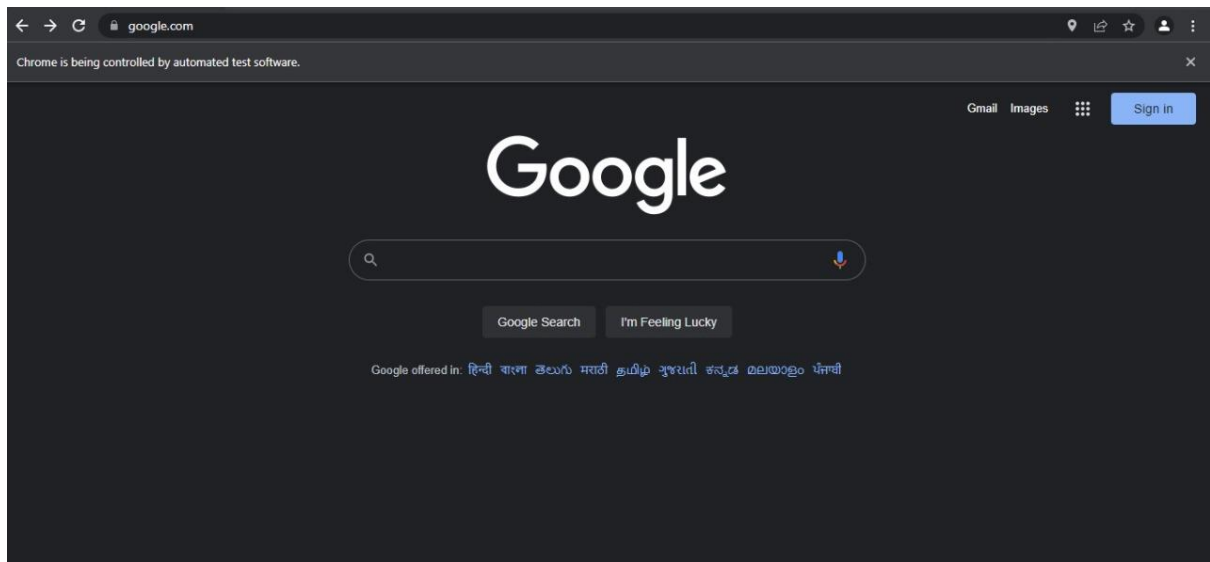 google.com
Chrome is being controlled by automated test software.
Gmail Images Sign in
Google
Google Search I'm Feeling Lucky
Google offered in: हिन्दी বাংলা తెలుగు मराठी தமிழ் ગુજરાતી ಕನ್ನಡ മലയാളം ਪੰਜਾਬੀ